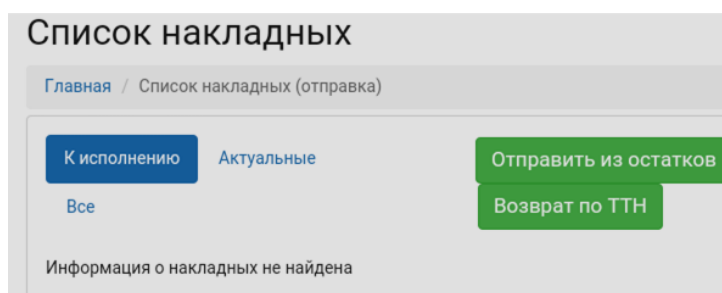 Список накладных
Главная / Список накладных (отправка)
К исполнению Актуальные Отправить из остатков
Все Возврат по ТТН
Информация о накладных не найдена